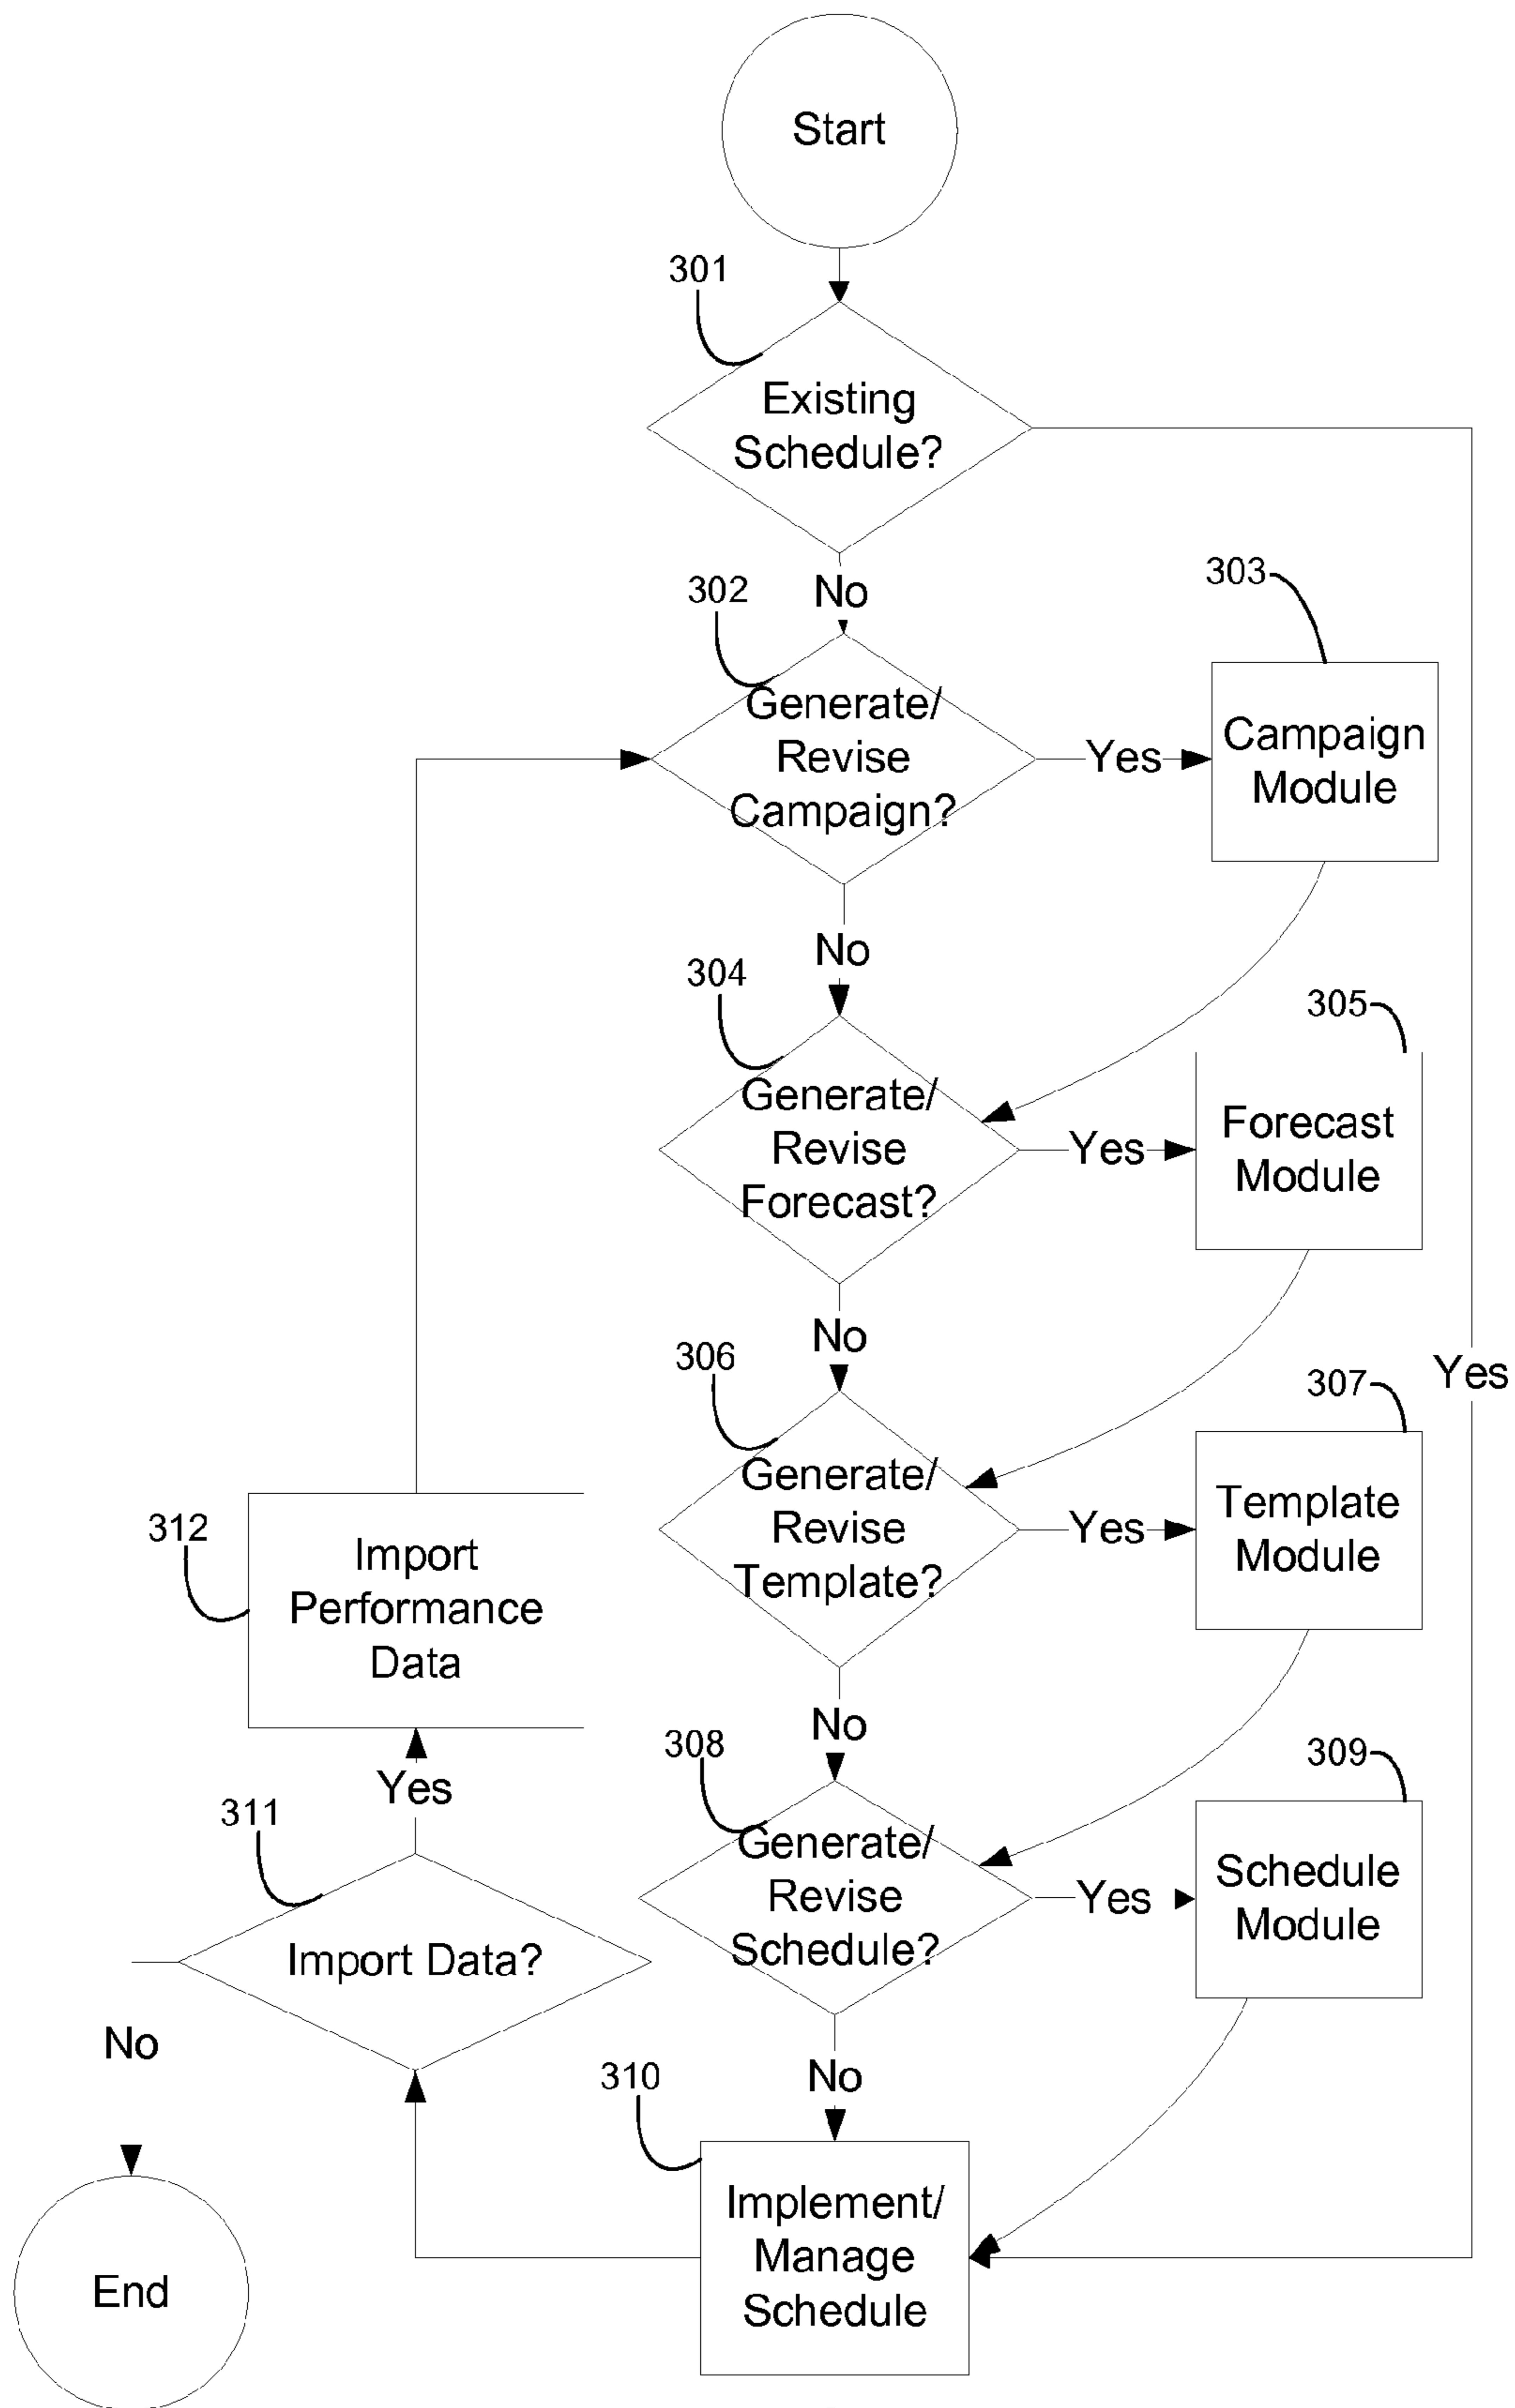 Start
301
Existing
Schedule?
No
302
303
Generate/
Revise
Campaign?
Yes
Campaign
Module
No
304
305
Generate/
Revise
Forecast?
Yes
Forecast
Module
No
306
307
Yes
Generate/
Revise
Template?
Yes
Template
Module
312
Import
Performance
Data
No
308
309
Yes
311
Generate/
Revise
Schedule?
Yes
Schedule
Module
Import Data?
No
No
310
Implement/
Manage
Schedule
End